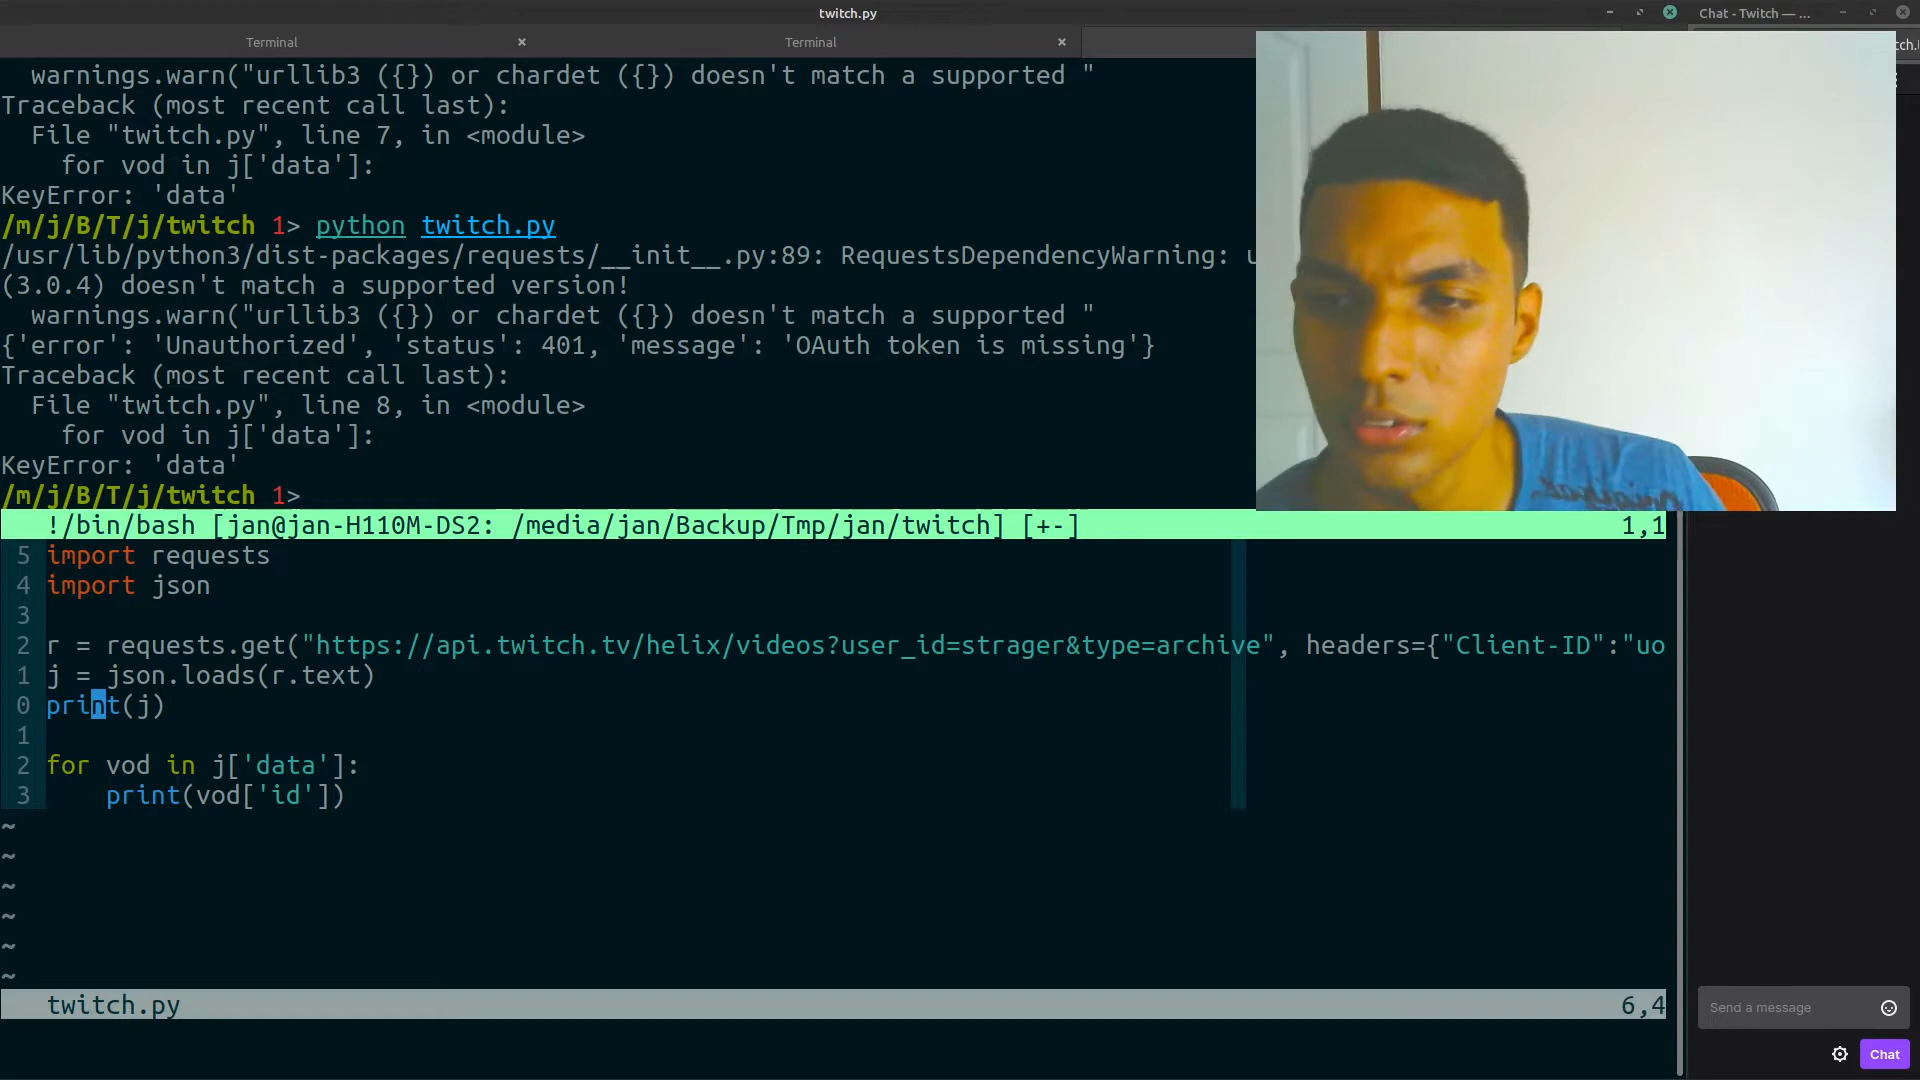 twitch.py
Chat - Twitch — ...
Terminal
Terminal
tch.
warnings.warn("urllib3 ({}) or chardet ({}) doesn't match a supported "
Traceback (most recent call last):
File "twitch.py", line 7, in <module>
for vod in j['data']:
KeyError: 'data'
/m/j/B/T/j/twitch 1> python twitch.py
/usr/lib/python3/dist-packages/requests/__init__.py:89: RequestsDependencyWarning: u
(3.0.4) doesn't match a supported version!
warnings.warn("urllib3 ({}) or chardet ({}) doesn't match a supported "
{'error': 'Unauthorized', 'status': 401, 'message': 'OAuth token is missing'}
Traceback (most recent call last):
File "twitch.py", line 8, in <module>
for vod in j['data']:
KeyError: 'data'
/m/j/B/T/j/twitch 1>
!/bin/bash [jan@jan-H110M-DS2: /media/jan/Backup/Tmp/jan/twitch] [+-] 1,1
5 import requests
4 import json
3
2 r = requests.get("https://api.twitch.tv/helix/videos?user_id=strager&type=archive", headers={"Client-ID":"uo
1 j = json.loads(r.text)
0 print(j)
1
2 for vod in j['data']:
3 print(vod['id'])
~
~
~
~
~
~
twitch.py 6,4
Send a message
Chat